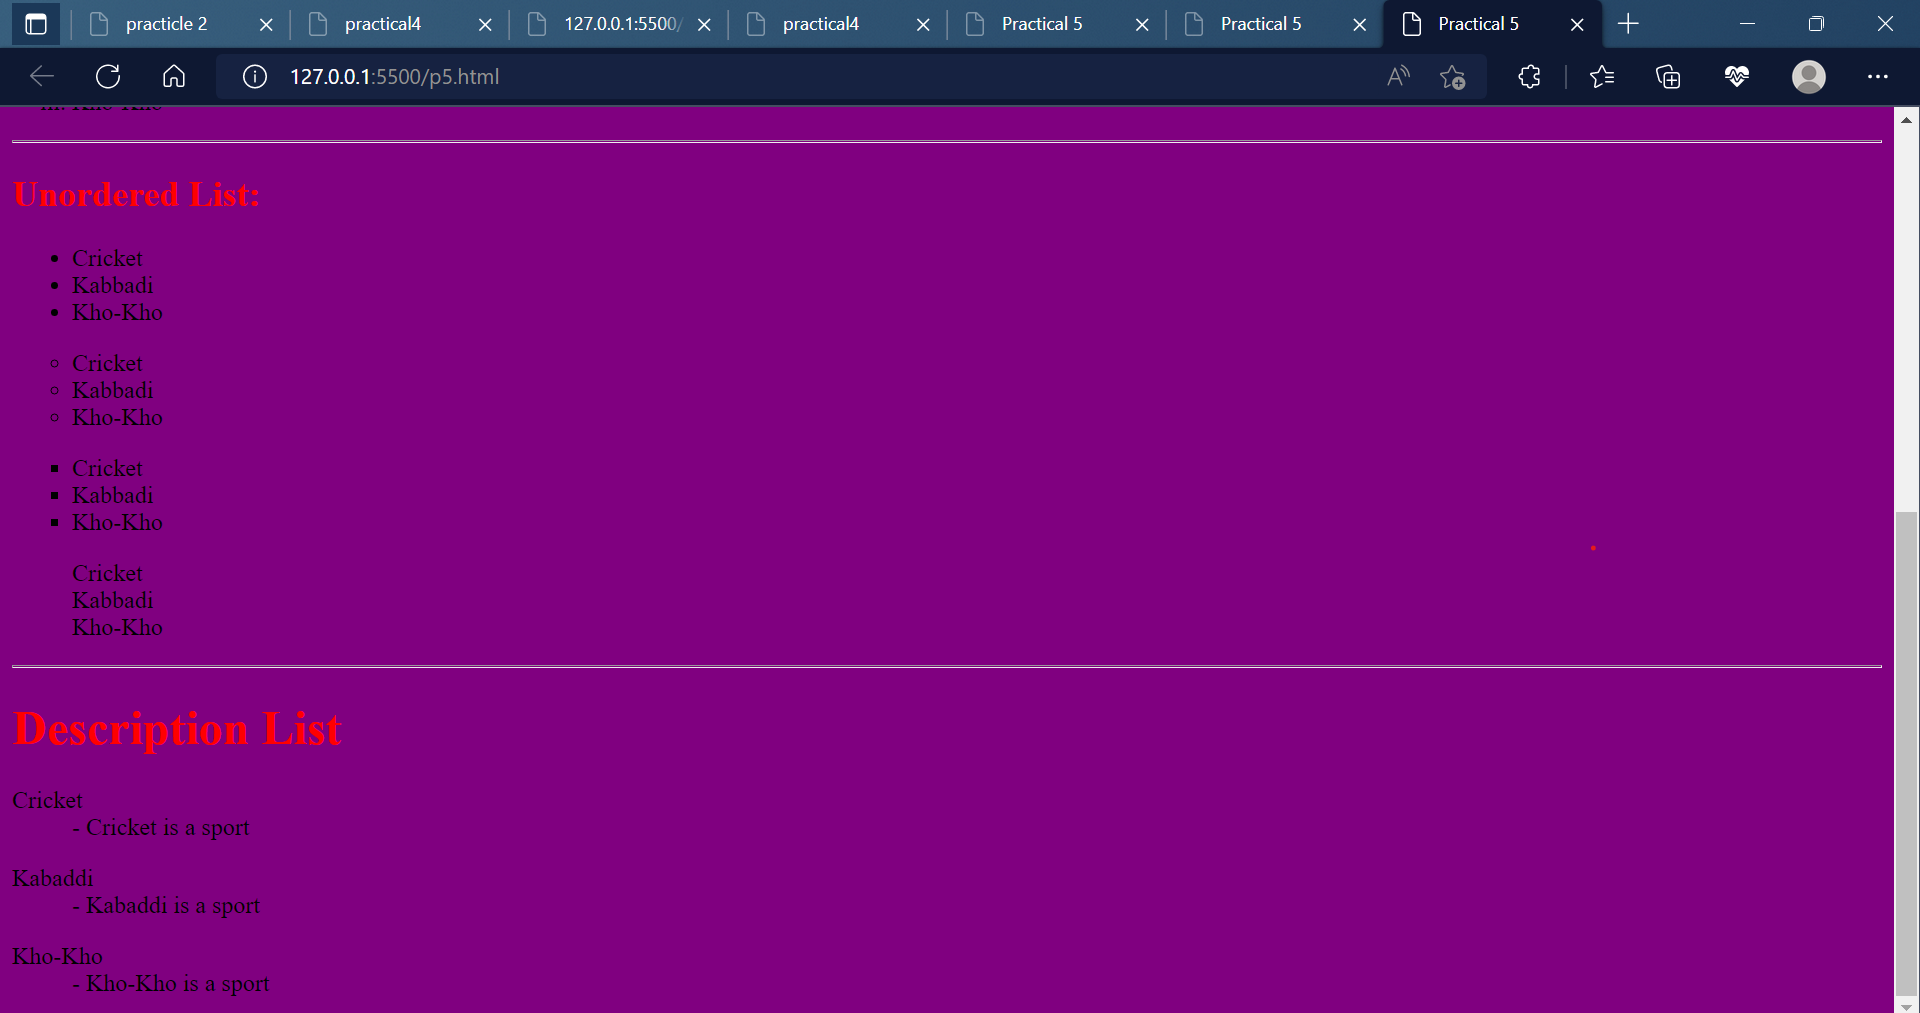 practicle 2
practical4
127.0.0.1:5500/
practical4
Practical 5
Practical 5
Practical 5
127.0.0.1:5500/p5.html
Unordered List:
• Cricket
• Kabbadi
• Kho-Kho
◦ Cricket
◦ Kabbadi
◦ Kho-Kho
▪ Cricket
▪ Kabbadi
▪ Kho-Kho
Cricket
Kabbadi
Kho-Kho
Description List
Cricket
- Cricket is a sport
Kabaddi
- Kabaddi is a sport
Kho-Kho
- Kho-Kho is a sport